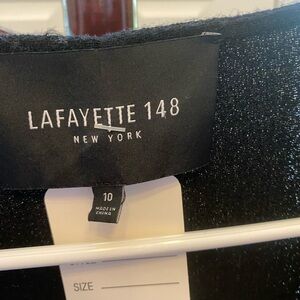 LAFAYETTE 148
NEW YORK
10
MADE IN
CHINA
SIZE